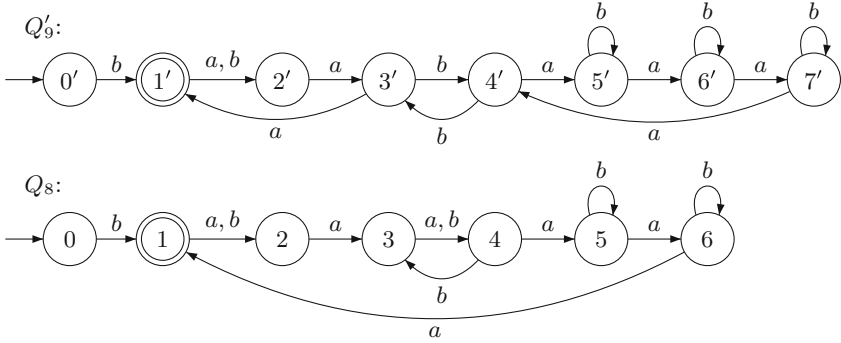 Q′₉:
b b b
0′ b 1′ a, b 2′ a 3′ b 4′ a 5′ a 6′ a 7′
a b a
Q₈:
b b
0 b 1 a, b 2 a 3 a, b 4 a 5 a 6
b
a